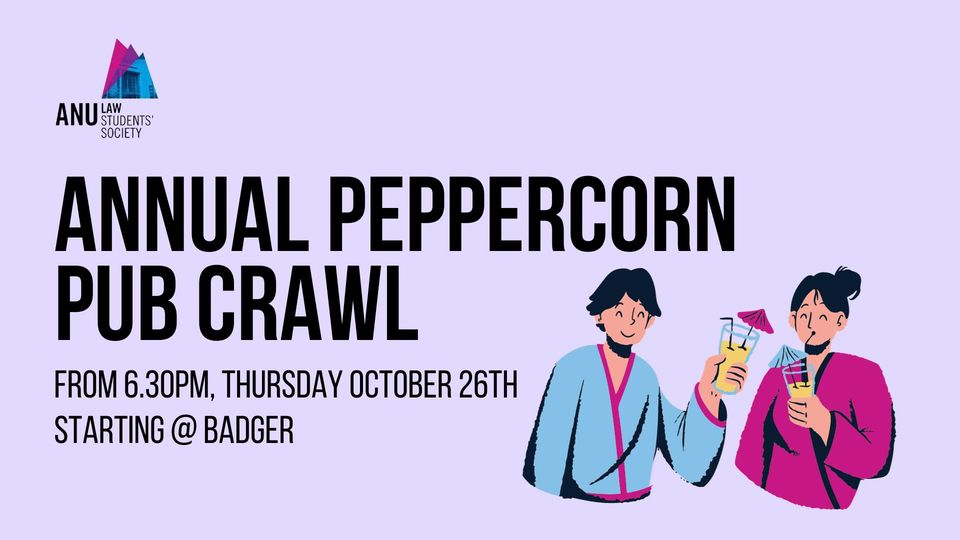 ANU LAW
STUDENTS'
SOCIETY
ANNUAL PEPPERCORN
PUB CRAWL
FROM 6.30PM, THURSDAY OCTOBER 26TH
STARTING @ BADGER